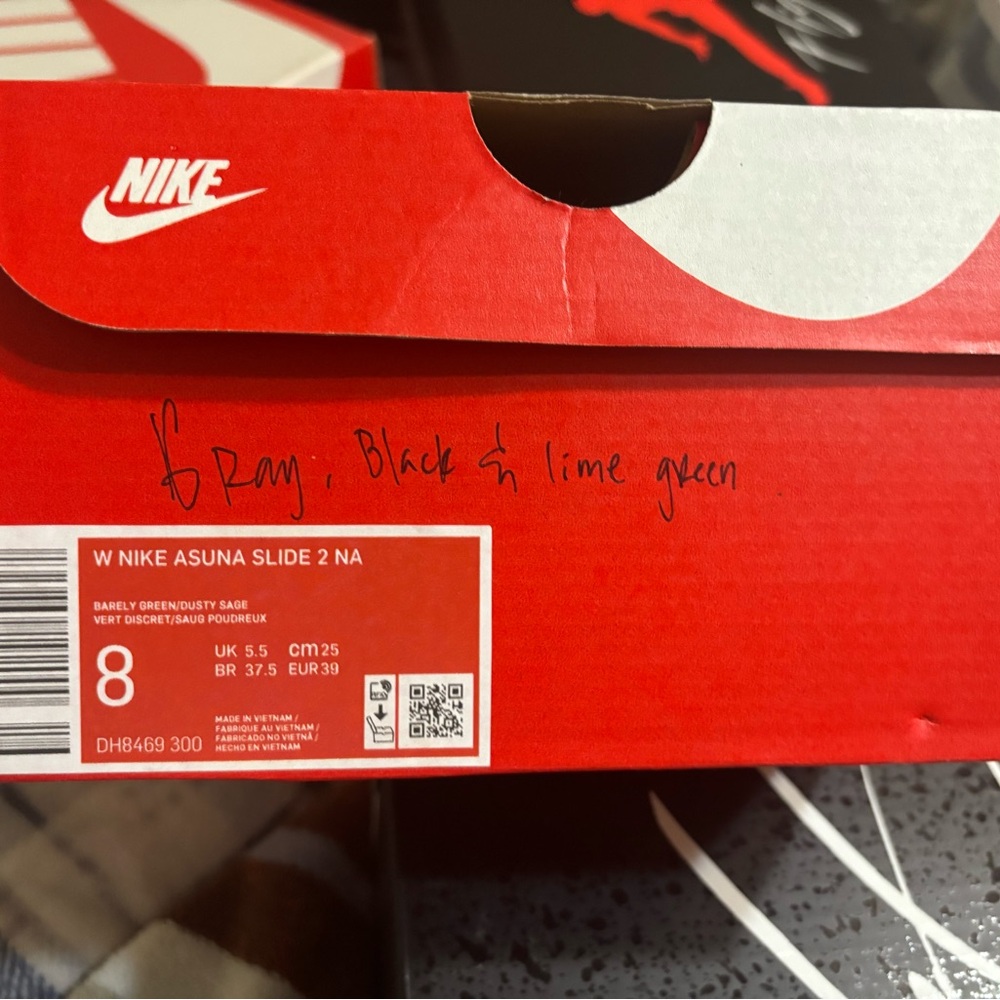 NIKE
Gray, Black & lime green
W NIKE ASUNA SLIDE 2 NA
BARELY GREEN/DUSTY SAGE
VERT DISCRET/SAUG POUDREUX
8
UK 5.5 cm 25
BR 37.5 EUR 39
MADE IN VIETNAM /
FABRIQUE AU VIETNAM /
FABRICADO NO VIETNÃ /
HECHO EN VIETNAM
DH8469 300